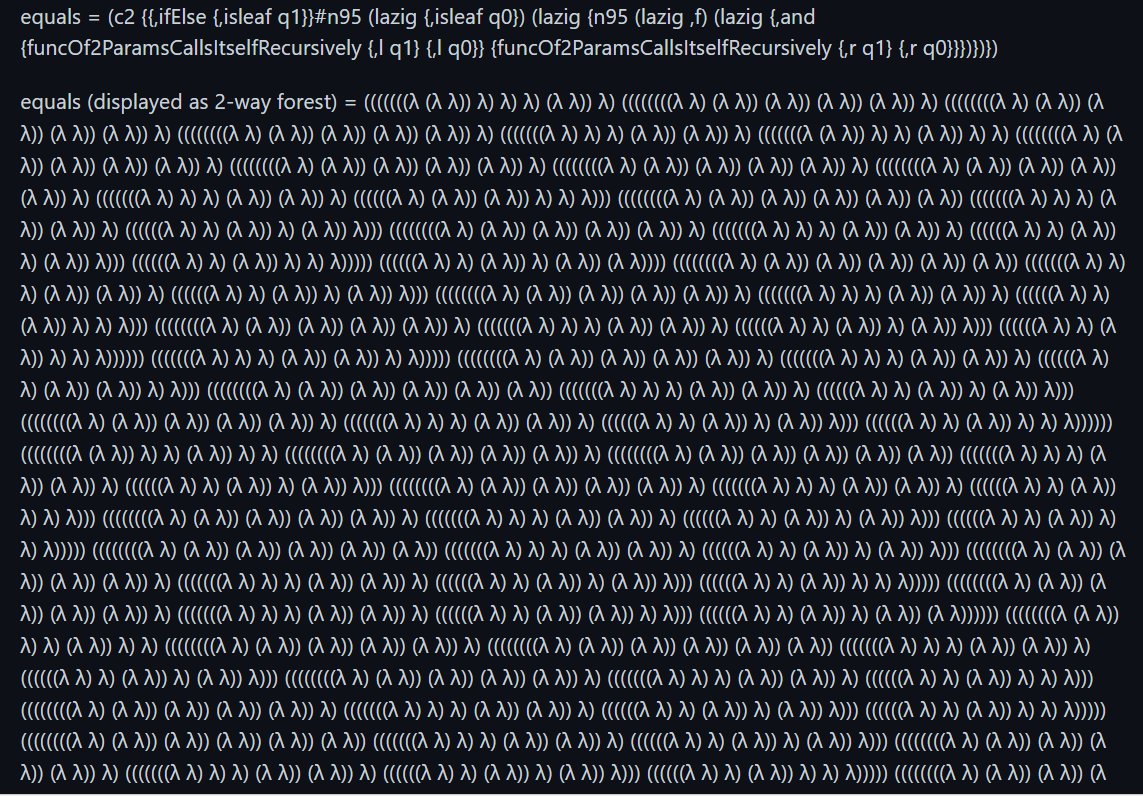 equals = (c2 {{,ifElse {,isleaf q1}}#n95 (lazig {,isleaf q0}) (lazig {n95 (lazig ,f) (lazig {,and
{funcOf2ParamsCallsItselfRecursively {,l q1} {,l q0}} {funcOf2ParamsCallsItselfRecursively {,r q1} {,r q0}}})})})
equals (displayed as 2-way forest) = (((((((λ (λ λ)) λ) λ) λ) (λ λ)) λ) ((((((((λ λ) (λ λ)) (λ λ)) (λ λ)) (λ λ)) λ) ((((((((λ λ) (λ λ)) (λ
λ)) (λ λ)) (λ λ)) λ) ((((((((λ λ) (λ λ)) (λ λ)) (λ λ)) (λ λ)) λ) (((((((λ λ) λ) λ) (λ λ)) (λ λ)) λ) (((((((λ (λ λ)) λ) λ) (λ λ)) λ) λ) ((((((((λ λ) (λ
λ)) (λ λ)) (λ λ)) (λ λ)) λ) ((((((((λ λ) (λ λ)) (λ λ)) (λ λ)) (λ λ)) λ) ((((((((λ λ) (λ λ)) (λ λ)) (λ λ)) (λ λ)) λ) ((((((((λ λ) (λ λ)) (λ λ)) (λ λ))
(λ λ)) λ) (((((((λ λ) λ) λ) (λ λ)) (λ λ)) λ) ((((((λ λ) (λ λ)) (λ λ)) λ) λ) λ))) ((((((((λ λ) (λ λ)) (λ λ)) (λ λ)) (λ λ)) (λ λ)) (((((((λ λ) λ) λ) (λ
λ)) (λ λ)) λ) ((((((λ λ) λ) (λ λ)) λ) (λ λ)) λ))) ((((((((λ λ) (λ λ)) (λ λ)) (λ λ)) (λ λ)) λ) (((((((λ λ) λ) λ) (λ λ)) (λ λ)) λ) ((((((λ λ) λ) (λ λ))
λ) (λ λ)) λ))) ((((((λ λ) λ) (λ λ)) λ) λ) λ))))) ((((((λ λ) λ) (λ λ)) λ) (λ λ)) (λ λ)))) ((((((((λ λ) (λ λ)) (λ λ)) (λ λ)) (λ λ)) (λ λ)) (((((((λ λ) λ)
λ) (λ λ)) (λ λ)) λ) ((((((λ λ) λ) (λ λ)) λ) (λ λ)) λ))) ((((((((λ λ) (λ λ)) (λ λ)) (λ λ)) (λ λ)) λ) (((((((λ λ) λ) λ) (λ λ)) (λ λ)) λ) ((((((λ λ) λ)
(λ λ)) λ) λ) λ))) ((((((((λ λ) (λ λ)) (λ λ)) (λ λ)) (λ λ)) λ) (((((((λ λ) λ) λ) (λ λ)) (λ λ)) λ) ((((((λ λ) λ) (λ λ)) λ) (λ λ)) λ))) ((((((λ λ) λ) (λ
λ)) λ) λ) λ)))))) (((((((λ λ) λ) λ) (λ λ)) (λ λ)) λ) λ))))) ((((((((λ λ) (λ λ)) (λ λ)) (λ λ)) (λ λ)) λ) (((((((λ λ) λ) λ) (λ λ)) (λ λ)) λ) ((((((λ λ)
λ) (λ λ)) (λ λ)) λ) λ))) ((((((((λ λ) (λ λ)) (λ λ)) (λ λ)) (λ λ)) (λ λ)) (((((((λ λ) λ) λ) (λ λ)) (λ λ)) λ) ((((((λ λ) λ) (λ λ)) λ) (λ λ)) λ)))
((((((((λ λ) (λ λ)) (λ λ)) (λ λ)) (λ λ)) λ) (((((((λ λ) λ) λ) (λ λ)) (λ λ)) λ) ((((((λ λ) λ) (λ λ)) λ) (λ λ)) λ))) ((((((λ λ) λ) (λ λ)) λ) λ) λ))))))
((((((((λ (λ λ)) λ) λ) (λ λ)) λ) λ) ((((((((λ λ) (λ λ)) (λ λ)) (λ λ)) (λ λ)) λ) ((((((((λ λ) (λ λ)) (λ λ)) (λ λ)) (λ λ)) (λ λ)) (((((((λ λ) λ) λ) (λ
λ)) (λ λ)) λ) ((((((λ λ) λ) (λ λ)) λ) (λ λ)) λ))) ((((((((λ λ) (λ λ)) (λ λ)) (λ λ)) (λ λ)) λ) (((((((λ λ) λ) λ) (λ λ)) (λ λ)) λ) ((((((λ λ) λ) (λ λ))
λ) λ) λ))) ((((((((λ λ) (λ λ)) (λ λ)) (λ λ)) (λ λ)) λ) (((((((λ λ) λ) λ) (λ λ)) (λ λ)) λ) ((((((λ λ) λ) (λ λ)) λ) (λ λ)) λ))) ((((((λ λ) λ) (λ λ)) λ)
λ) λ))))) ((((((((λ λ) (λ λ)) (λ λ)) (λ λ)) (λ λ)) (λ λ)) (((((((λ λ) λ) λ) (λ λ)) (λ λ)) λ) ((((((λ λ) λ) (λ λ)) λ) (λ λ)) λ))) ((((((((λ λ) (λ λ)) (λ
λ)) (λ λ)) (λ λ)) λ) (((((((λ λ) λ) λ) (λ λ)) (λ λ)) λ) ((((((λ λ) λ) (λ λ)) λ) (λ λ)) λ))) ((((((λ λ) λ) (λ λ)) λ) λ) λ))))) ((((((((λ λ) (λ λ)) (λ
λ)) (λ λ)) (λ λ)) λ) (((((((λ λ) λ) λ) (λ λ)) (λ λ)) λ) ((((((λ λ) λ) (λ λ)) (λ λ)) λ) λ))) ((((((λ λ) λ) (λ λ)) λ) (λ λ)) (λ λ)))))) ((((((((λ (λ λ))
λ) λ) (λ λ)) λ) λ) ((((((((λ λ) (λ λ)) (λ λ)) (λ λ)) (λ λ)) λ) ((((((((λ λ) (λ λ)) (λ λ)) (λ λ)) (λ λ)) (λ λ)) (((((((λ λ) λ) λ) (λ λ)) (λ λ)) λ)
((((((λ λ) λ) (λ λ)) λ) (λ λ)) λ))) ((((((((λ λ) (λ λ)) (λ λ)) (λ λ)) (λ λ)) λ) (((((((λ λ) λ) λ) (λ λ)) (λ λ)) λ) ((((((λ λ) λ) (λ λ)) λ) λ) λ)))
((((((((λ λ) (λ λ)) (λ λ)) (λ λ)) (λ λ)) λ) (((((((λ λ) λ) λ) (λ λ)) (λ λ)) λ) ((((((λ λ) λ) (λ λ)) λ) (λ λ)) λ))) ((((((λ λ) λ) (λ λ)) λ) λ) λ)))))
((((((((λ λ) (λ λ)) (λ λ)) (λ λ)) (λ λ)) (λ λ)) (((((((λ λ) λ) λ) (λ λ)) (λ λ)) λ) ((((((λ λ) λ) (λ λ)) λ) (λ λ)) λ))) ((((((((λ λ) (λ λ)) (λ λ)) (λ
λ)) (λ λ)) λ) (((((((λ λ) λ) λ) (λ λ)) (λ λ)) λ) ((((((λ λ) λ) (λ λ)) λ) (λ λ)) λ))) ((((((λ λ) λ) (λ λ)) λ) λ) λ))))) ((((((((λ λ) (λ λ)) (λ λ)) (λ